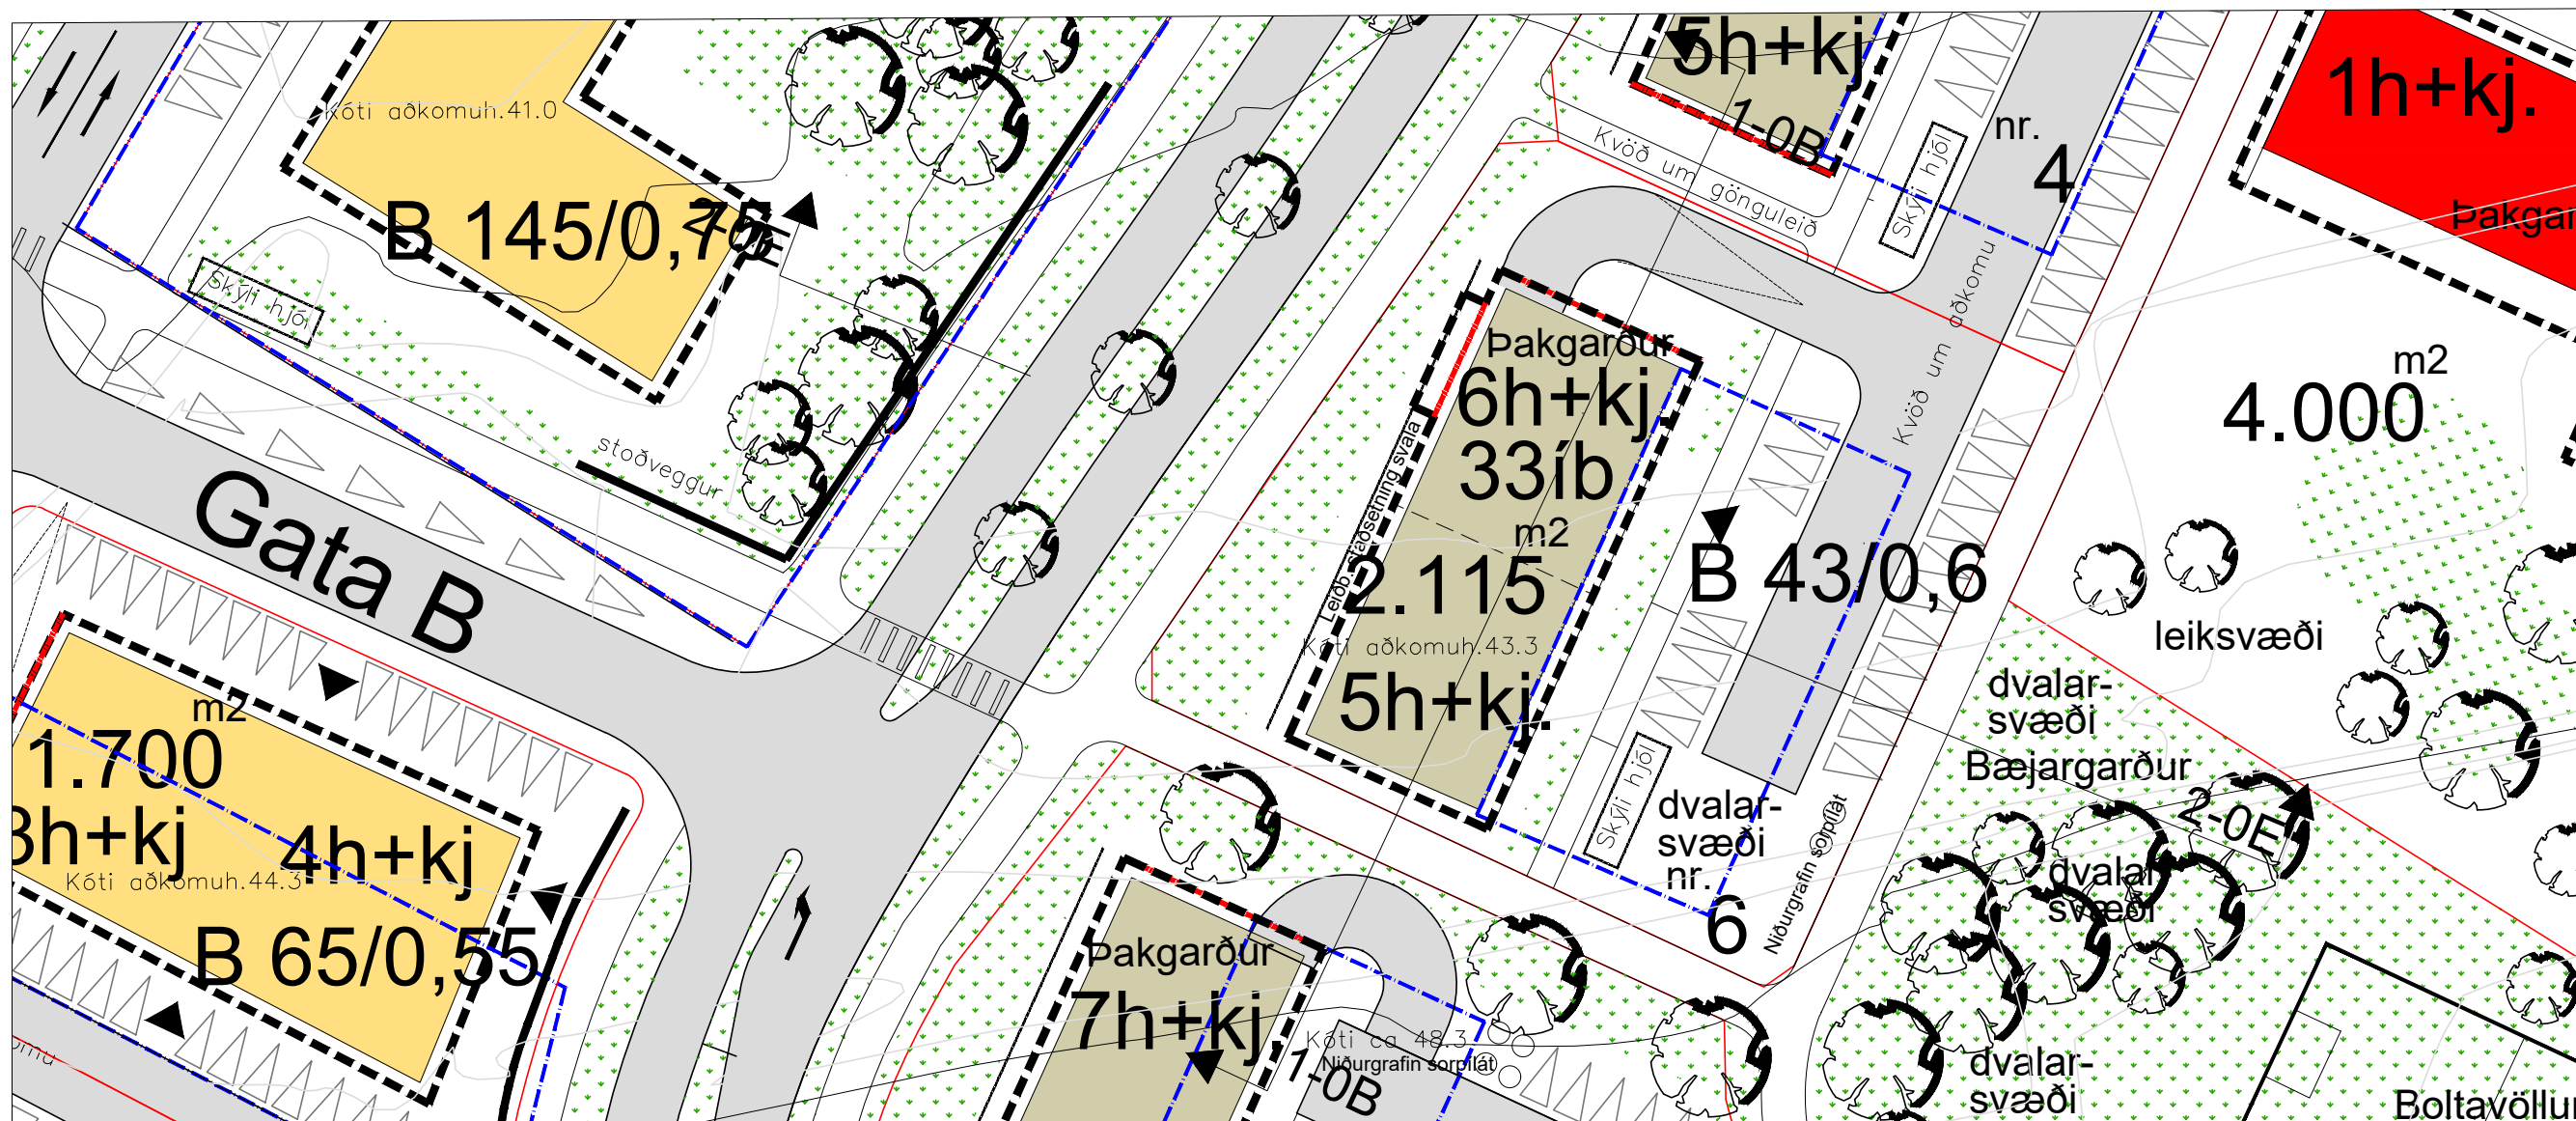 5h+kj
1-0B
1h+kj.
nr.
4
Kóti aðkomuh.41.0
Kvöð um gönguleið
Skýli hjól
B 145/0,75
Þakgar
Kvöð um aðkomu
Skýli hjól
Þakgarður
6h+kj
33íb
m2
2.115
Kóti aðkomuh.43.3
5h+kj.
Leiðb. staðsetning svala
m2
4.000
stoðveggur
Gata B
B 43/0,6
leiksvæði
dvalar-
svæði
Bæjargarður
m2
1.700
3h+kj
4h+kj
Kóti aðkomuh.44.3
B 65/0,55
Skýli hjól
dvalar-
svæði
nr.
6
Niðurgrafin sorpílát
2-0E
dvalar-
svæði
Þakgarður
7h+kj
Kóti ca 48.3
Niðurgrafin sorpílát
1-0B
dvalar-
svæði
Boltavöllur